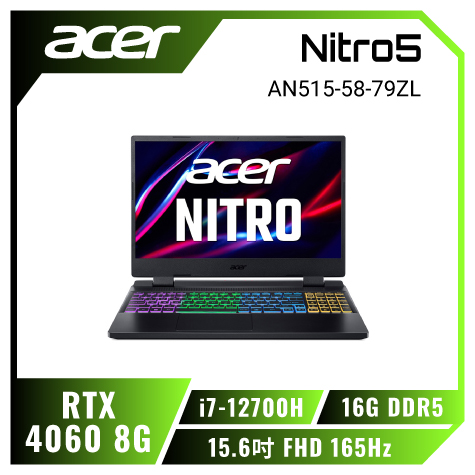 acer
Nitro5
AN515-58-79ZL
acer
NITRO
acer
RTX
4060 8G
i7-12700H
16G DDR5
15.6吋 FHD 165Hz